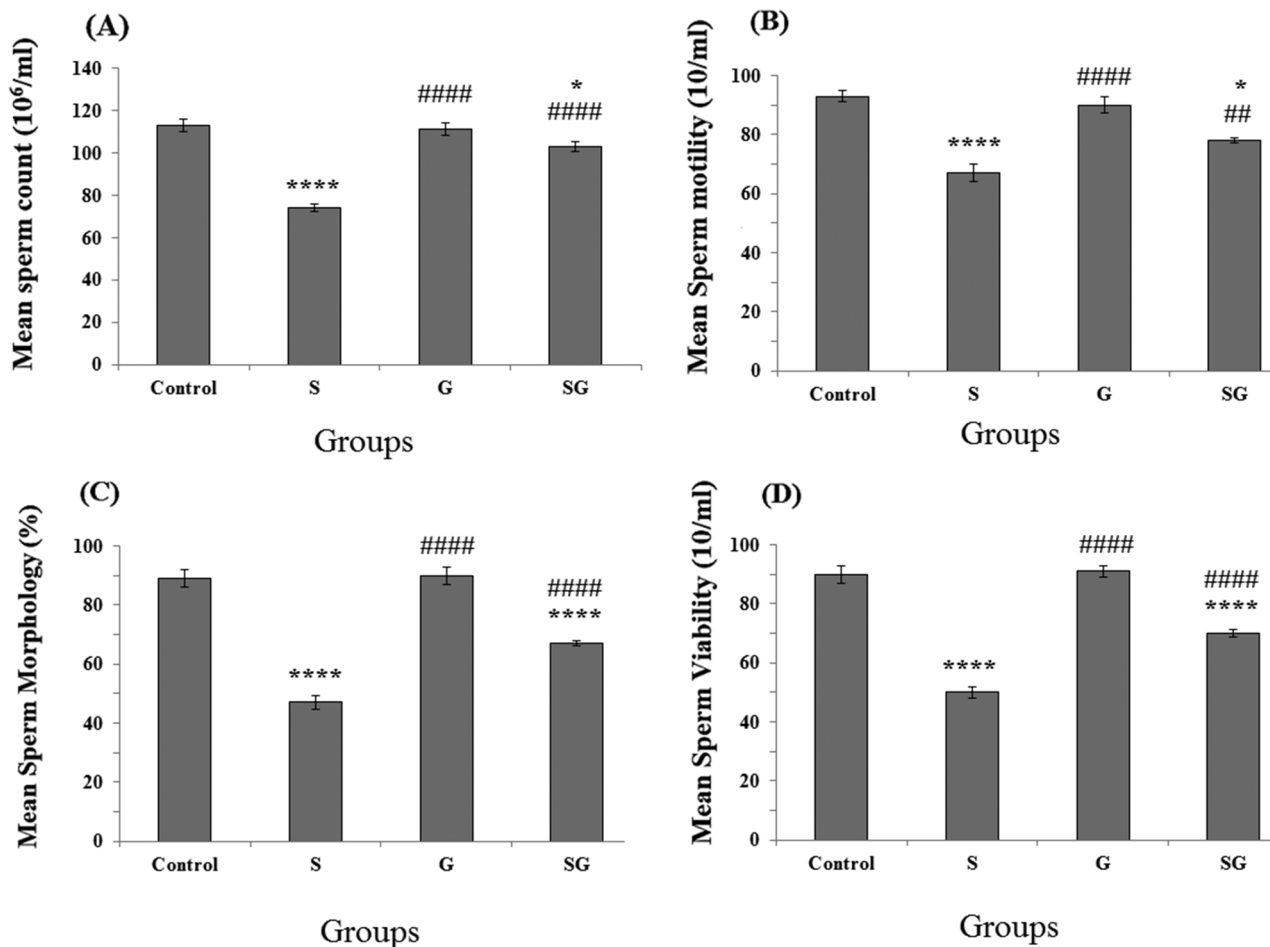 (A)
Mean sperm count (10⁶/ml)
140
120
100
80
60
40
20
0
****
####
*
####
Control S G SG
Groups
(B)
Mean Sperm motility (10/ml)
100
80
60
40
20
0
****
####
*
##
Control S G SG
Groups
(C)
Mean Sperm Morphology (%)
100
80
60
40
20
0
****
####
####
****
Control S G SG
Groups
(D)
Mean Sperm Viability (10/ml)
100
80
60
40
20
0
****
####
####
****
Control S G SG
Groups